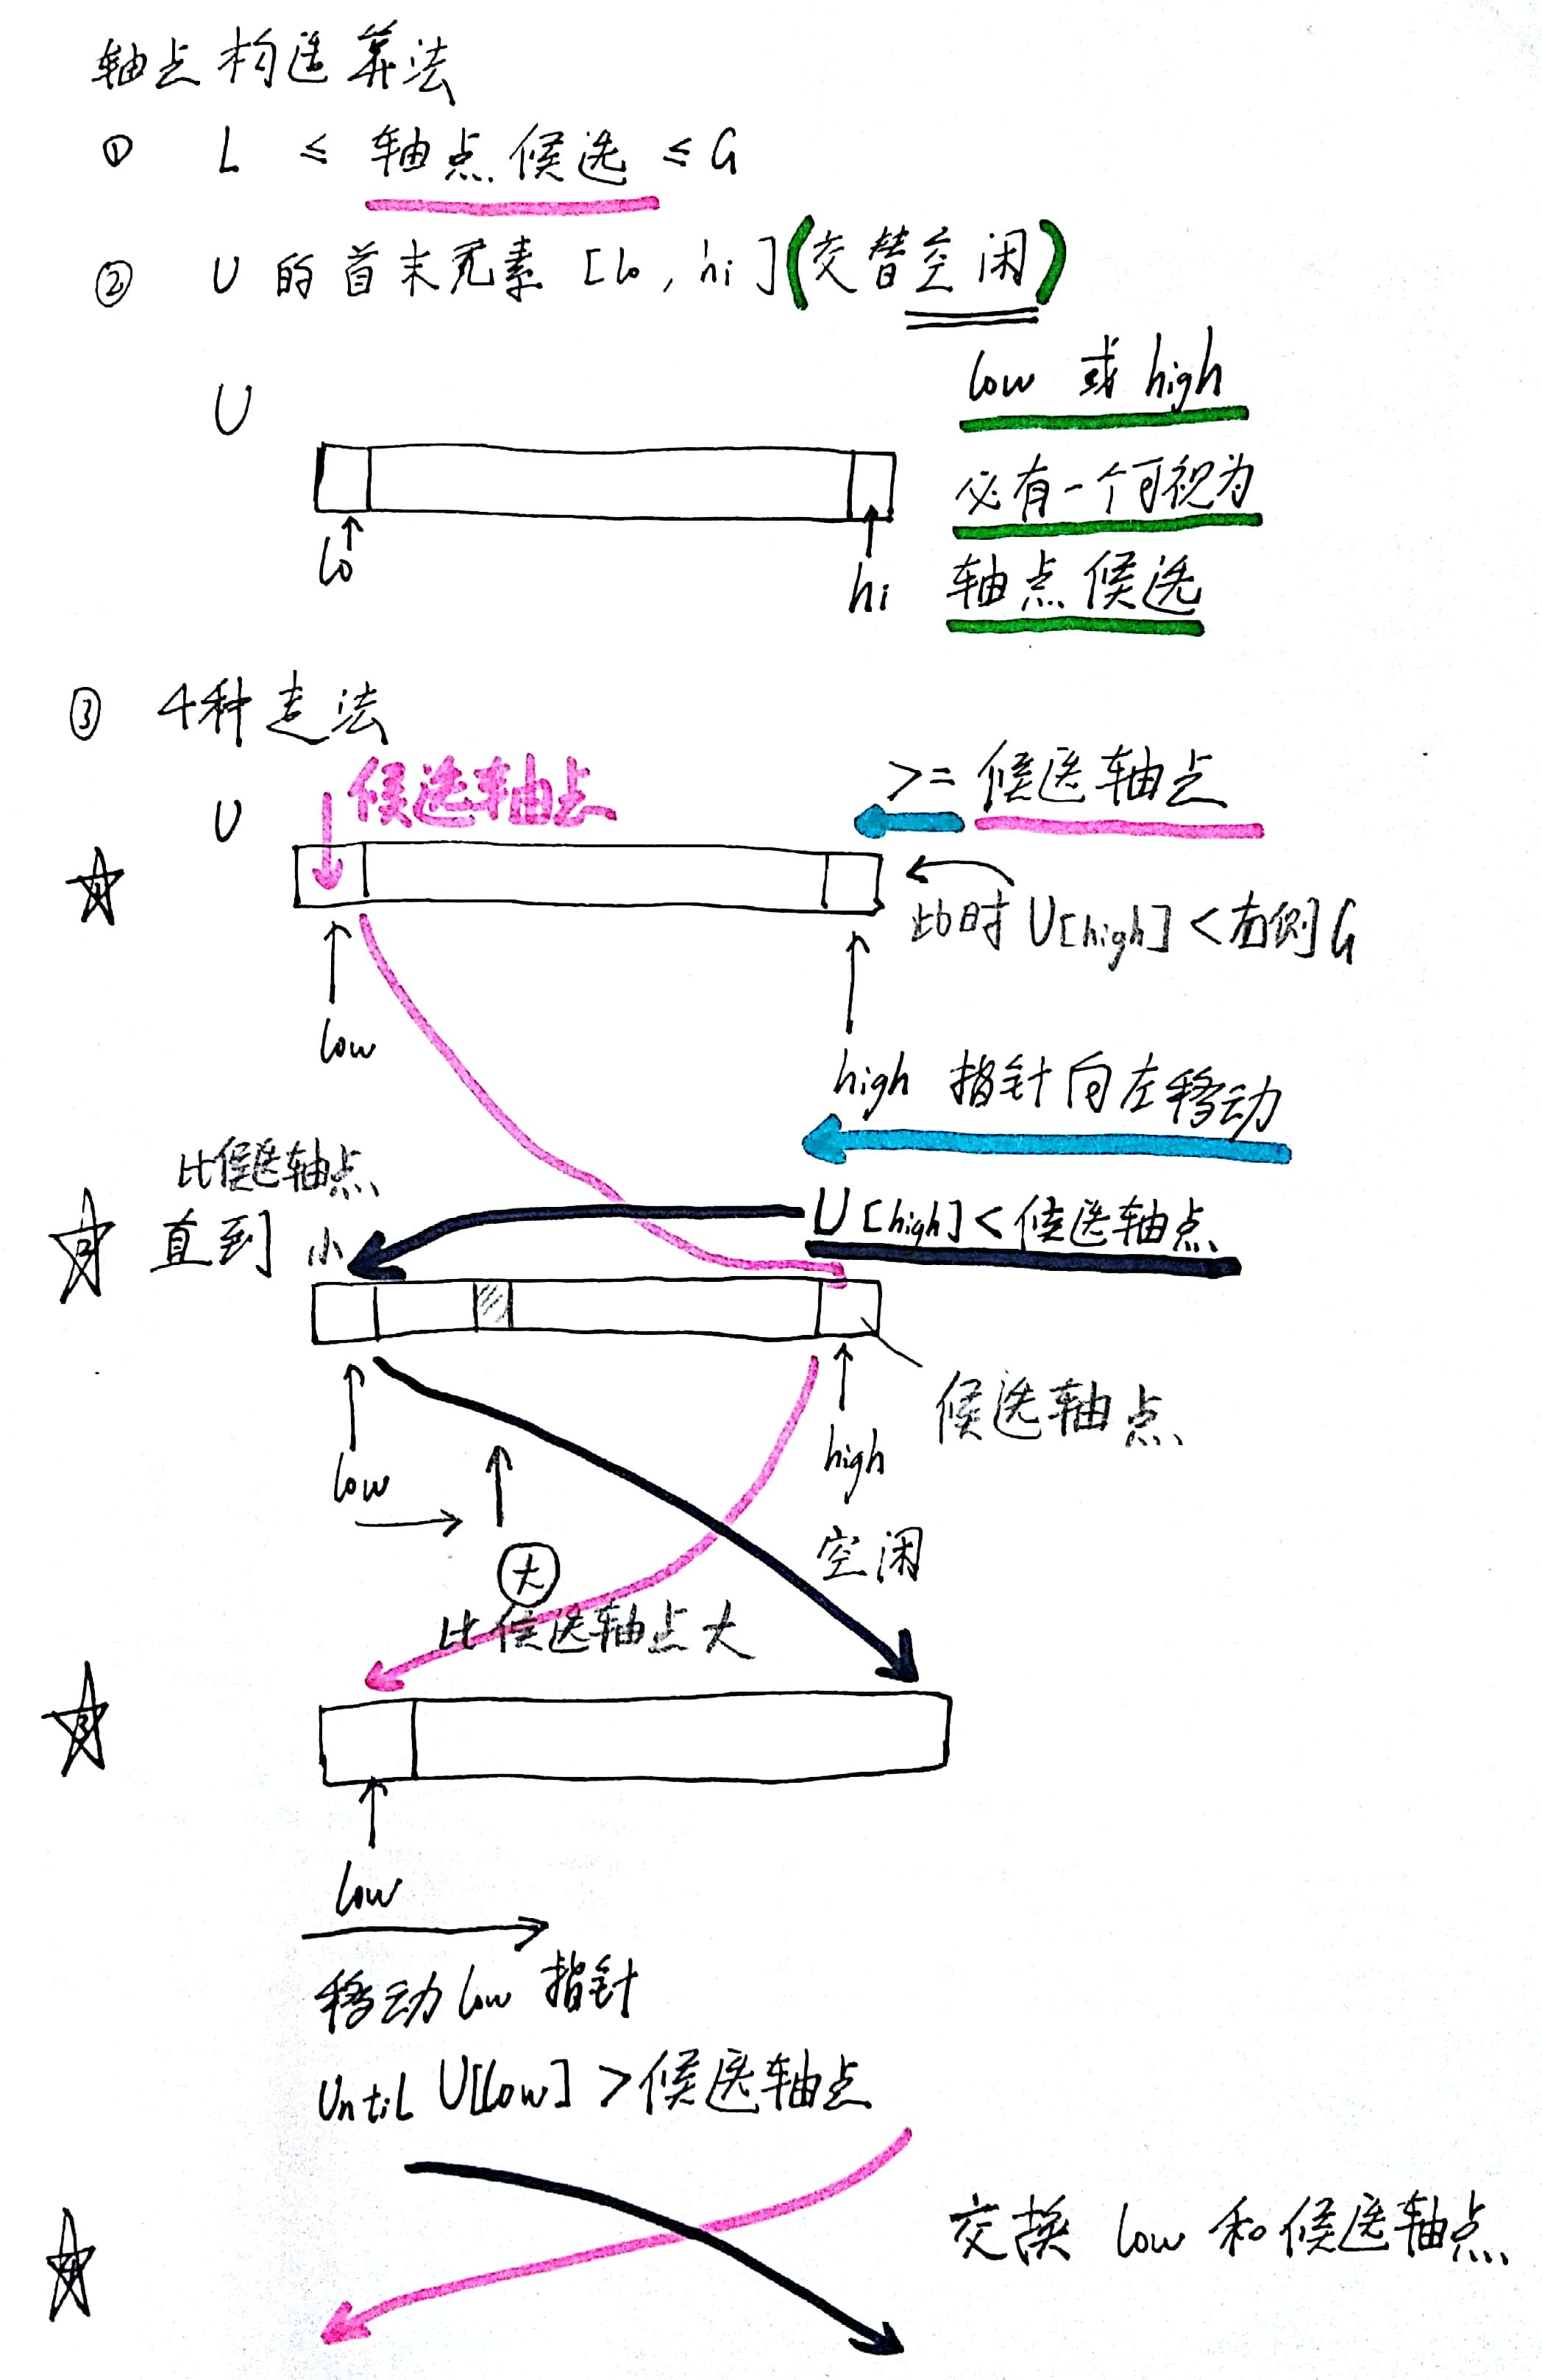 轴点构造算法
① L ≤ 轴点候选 ≤ G
② U 的首末元素 [lo, hi] (交替空闲)
U
low 或 high
必有一个可视为
轴点候选
lo
hi
③ 4种走法
U
候选轴点
>= 候选轴点
1
此时 U[high] < 右侧 G
low
high 指针向左移动
比候选轴点
2
直到 小
U[high] < 候选轴点
候选轴点
low
high
空闲
大
比候选轴点大
3
low
移动 low 指针
Until U[low] > 候选轴点
4
交换 low 和候选轴点